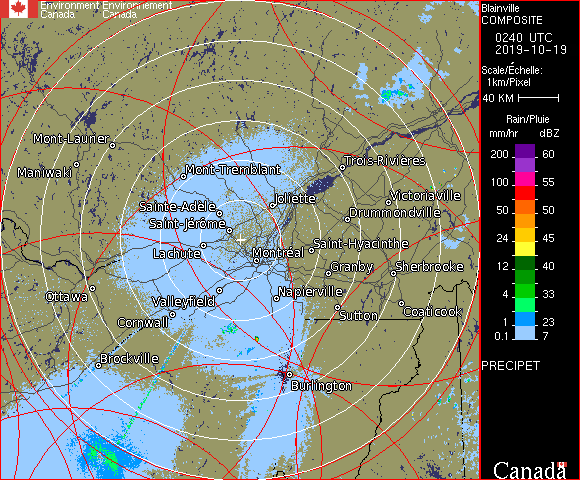 Environment Environnement
Canada Canada
Blainville
COMPOSITE
0240 UTC
2019-10-19
Scale/Échelle:
1km/Pixel
40 KM
Rain/Pluie
mm/hr dBZ
200 60
150 57
100 55
50 50
24 45
12 40
4 33
1 23
0.1 7
PRECIPET
Canada
Mont-Laurier
Maniwaki
Mont-Tremblant
Trois-Rivières
Joliette
Victoriaville
Sainte-Adèle
Drummondville
Saint-Jérôme
Lachute
Montréal
Saint-Hyacinthe
Granby
Sherbrooke
Ottawa
Valleyfield
Napierville
Cornwall
Sutton
Coaticook
Brockville
Burlington